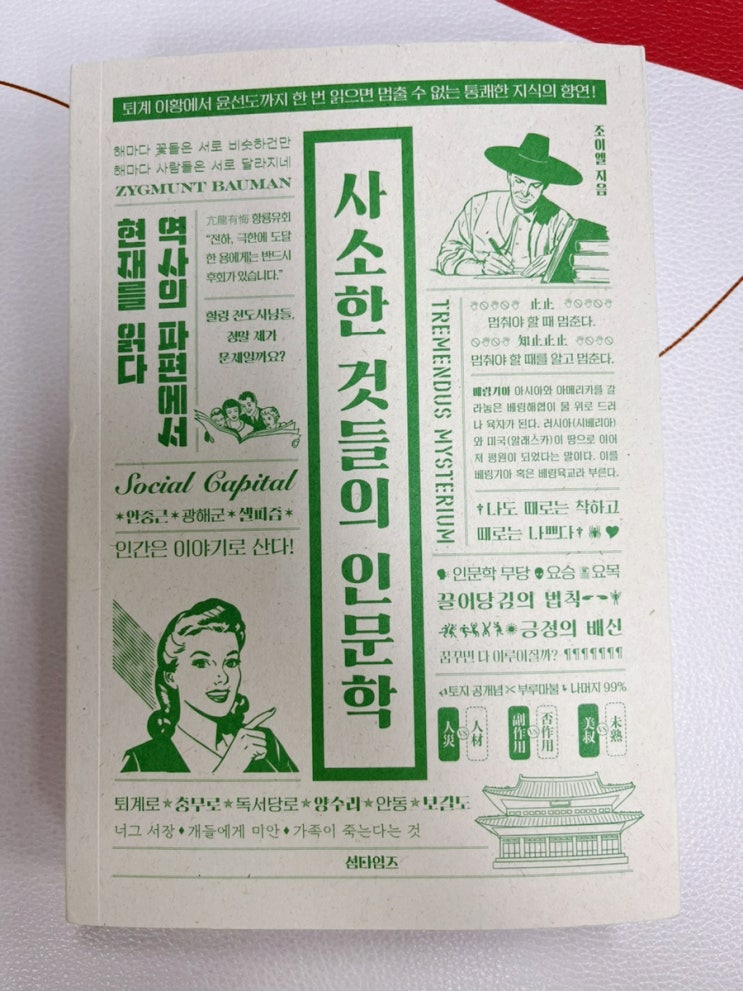 퇴계 이황에서 윤선도까지 한 번 읽으면 멈출 수 없는 통쾌한 지식의 향연!
해마다 꽃들은 서로 비슷하건만
해마다 사람들은 서로 달라지네
ZYGMUNT BAUMAN
역사의 파편에서
현재를 읽다
亢龍有悔 항룡유회
“전하, 극한에 도달
한 용에게는 반드시
후회가 있습니다.”
헐렁 전도사님들.
정말 제가
문제일까요?
Social Capital
*안중근*광해군*샐피즘*
인간은 이야기로 산다!
사소한 것들의 인문학
조이엘 지음
TREMENDUS MYSTERIUM
止止
멈춰야 할 때 멈춘다.
知止止止
멈춰야 할 때를 알고 멈춘다.
베링기아 아시아와 아메리카를 갈
라놓은 베링해협이 물 위로 드러
나 육지가 된다. 러시아(시베리아)
와 미국(알래스카)이 땅으로 이어
져 평원이 되었다는 말이다. 이를
베링기아 혹은 베링육교라 부른다.
나도 때로는 착하고
때로는 나쁘다
인문학 무당 요승 요목
끌어당김의 법칙
긍정의 배신
꿈꾸면 다 이루어질까? ¶¶¶¶¶¶¶
토지 공개념×부루마불 나머지 99%
人災 VS 人材
副作用 VS 否作用
美叔 VS 未熟
퇴계로★충무로★독서당로★양수리★안동★보검도
너그 서장♦개들에게 미안♦가족이 죽는다는 것
섬타임즈